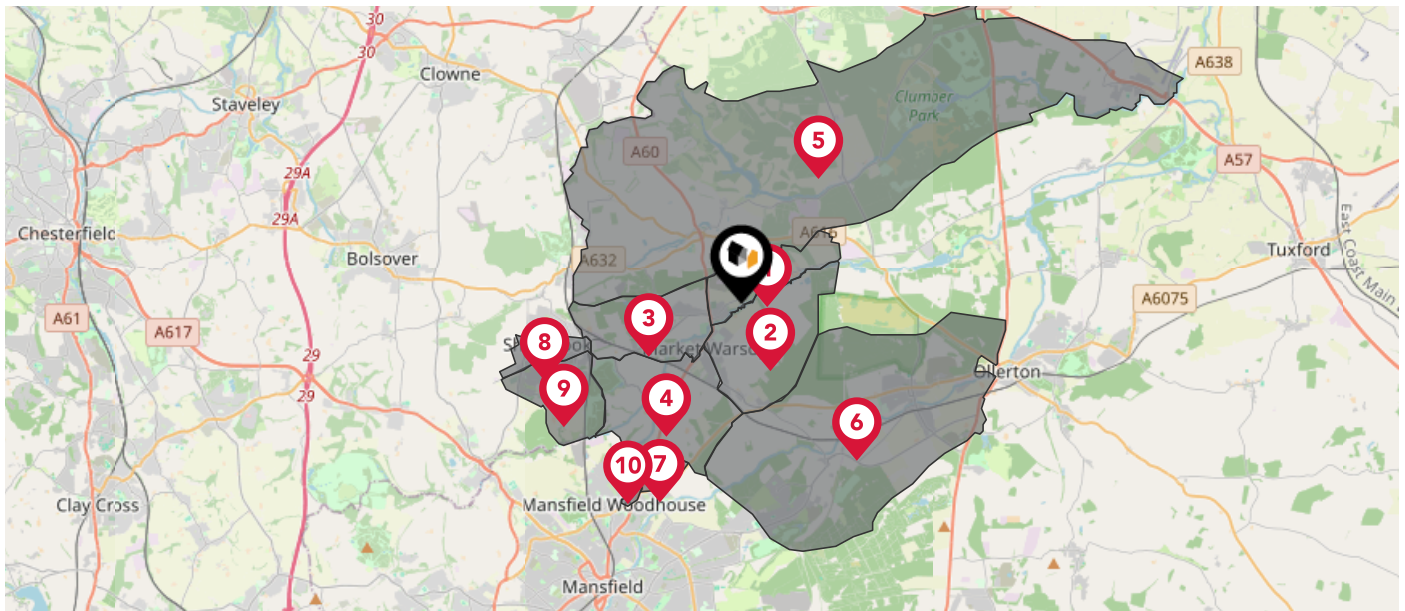 30
30
Clowne
A638
Staveley
Clumber
Park
5
A60
A57
29A
29A
Chesterfield
A616
East Coast Main
Bolsover
A632
Tuxford
A6075
3
A61
A617
2
8
Market Warso
29
Ollerton
9
29
4
6
10
7
Clay Cross
Mansfield Woodhouse
Mansfield